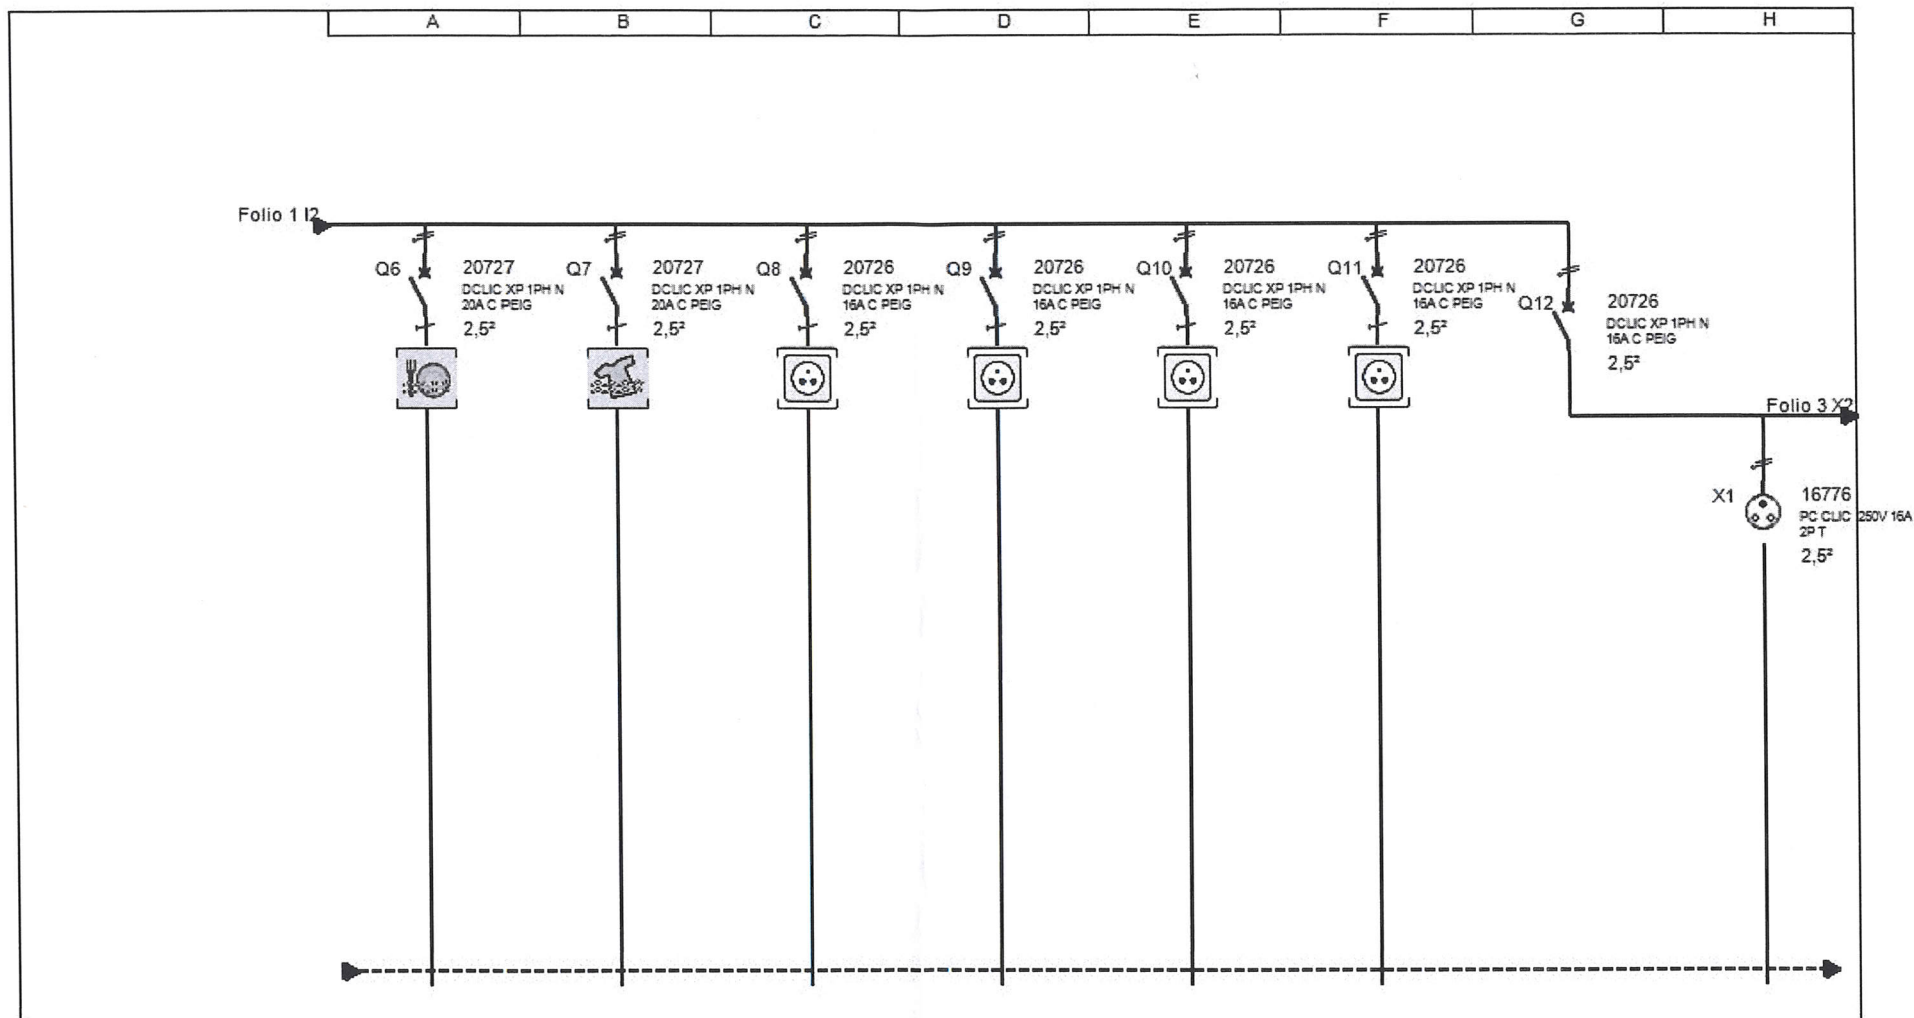 A B C D E F G H
Folio 1 I2
Q6 20727
DCLIC XP 1PH N
20A C PEIG
2,5²
Q7 20727
DCLIC XP 1PH N
20A C PEIG
2,5²
Q8 20726
DCLIC XP 1PH N
16A C PEIG
2,5²
Q9 20726
DCLIC XP 1PH N
16A C PEIG
2,5²
Q10 20726
DCLIC XP 1PH N
16A C PEIG
2,5²
Q11 20726
DCLIC XP 1PH N
16A C PEIG
2,5²
Q12 20726
DCLIC XP 1PH N
16A C PEIG
2,5²
Folio 3 X2
X1 16776
PC CLIC 250V 16A
2P T
2,5²